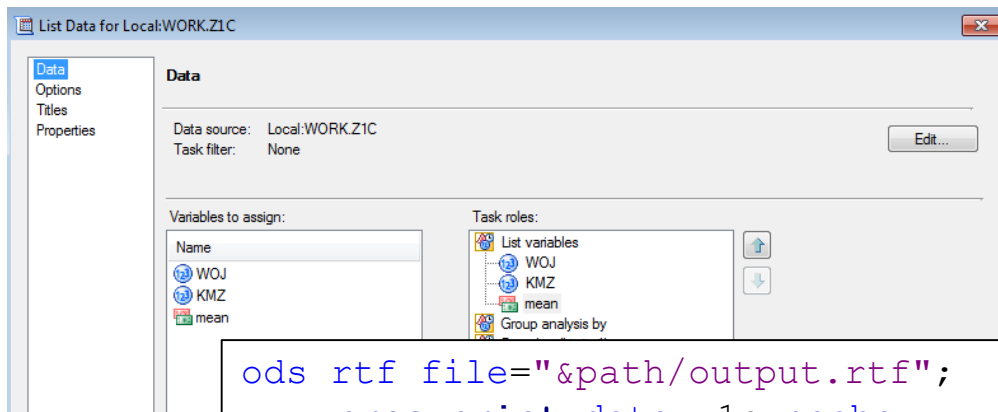 List Data for Local:WORK.Z1C
Data
Options
Titles
Properties
Data
Data source: Local:WORK.Z1C
Task filter: None
Edit...
Variables to assign:
Name
WOJ
KMZ
mean
Task roles:
List variables
WOJ
KMZ
mean
Group analysis by
ods rtf file="&path/output.rtf";